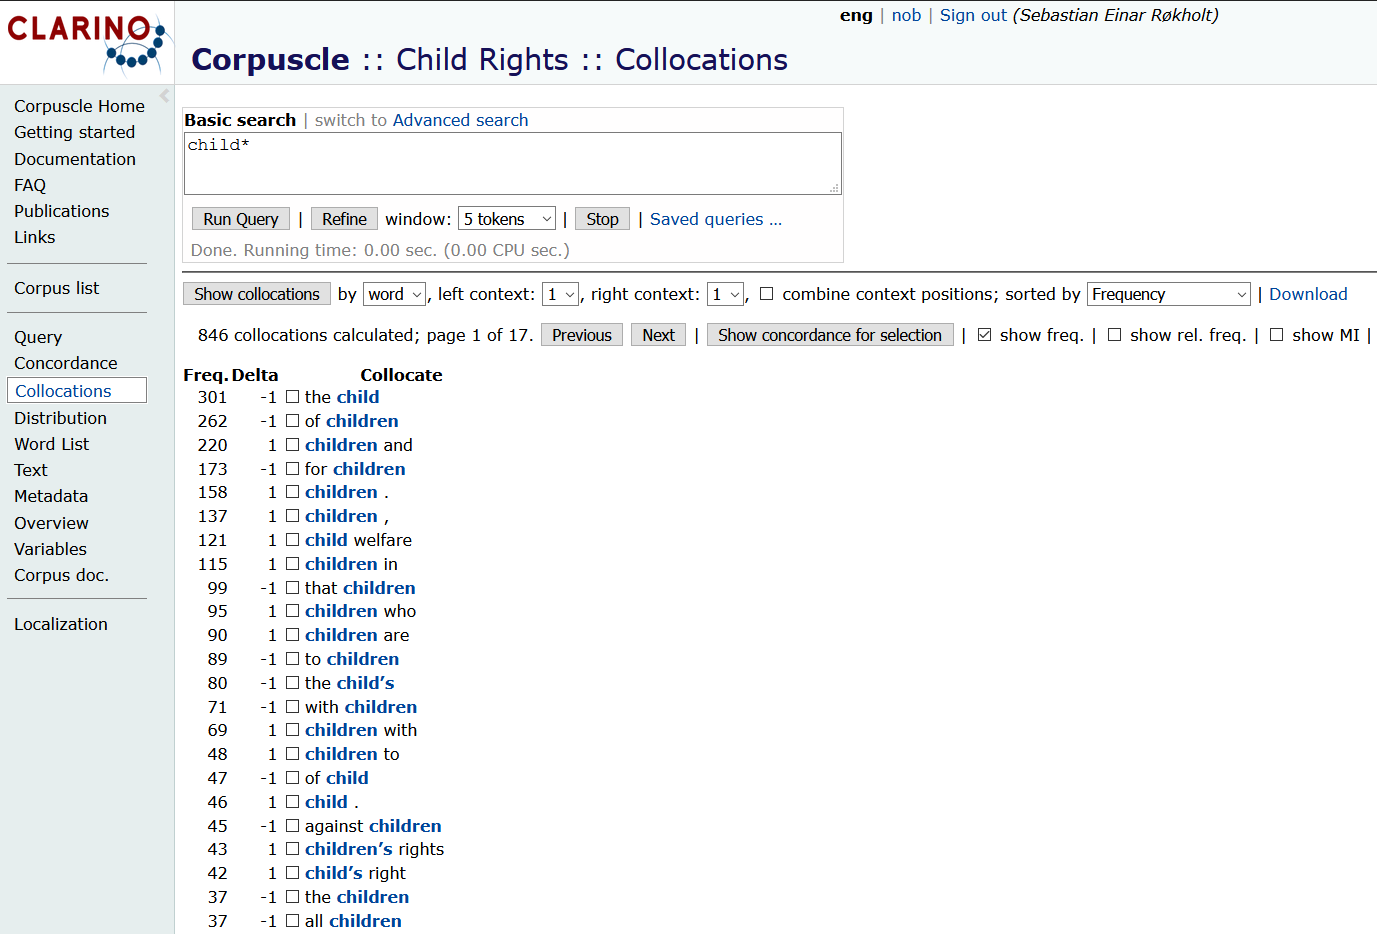 CLARINO
eng | nob | Sign out (Sebastian Einar Røkholt)
Corpuscle :: Child Rights :: Collocations
Corpuscle Home
Getting started
Documentation
FAQ
Publications
Links
Corpus list
Query
Concordance
Collocations
Distribution
Word List
Text
Metadata
Overview
Variables
Corpus doc.
Localization
Basic search | switch to Advanced search
child*
Run Query | Refine window: 5 tokens | Stop | Saved queries ...
Done. Running time: 0.00 sec. (0.00 CPU sec.)
Show collocations by word, left context: 1, right context: 1, combine context positions; sorted by Frequency | Download
846 collocations calculated; page 1 of 17. Previous Next | Show concordance for selection | show freq. | show rel. freq. | show MI |
Freq. Delta Collocate
301 -1 the child
262 -1 of children
220 1 children and
173 -1 for children
158 1 children .
137 1 children ,
121 1 child welfare
115 1 children in
99 -1 that children
95 1 children who
90 1 children are
89 -1 to children
80 -1 the child’s
71 -1 with children
69 1 children with
48 1 children to
47 -1 of child
46 1 child .
45 -1 against children
43 1 children’s rights
42 1 child’s right
37 -1 the children
37 -1 all children